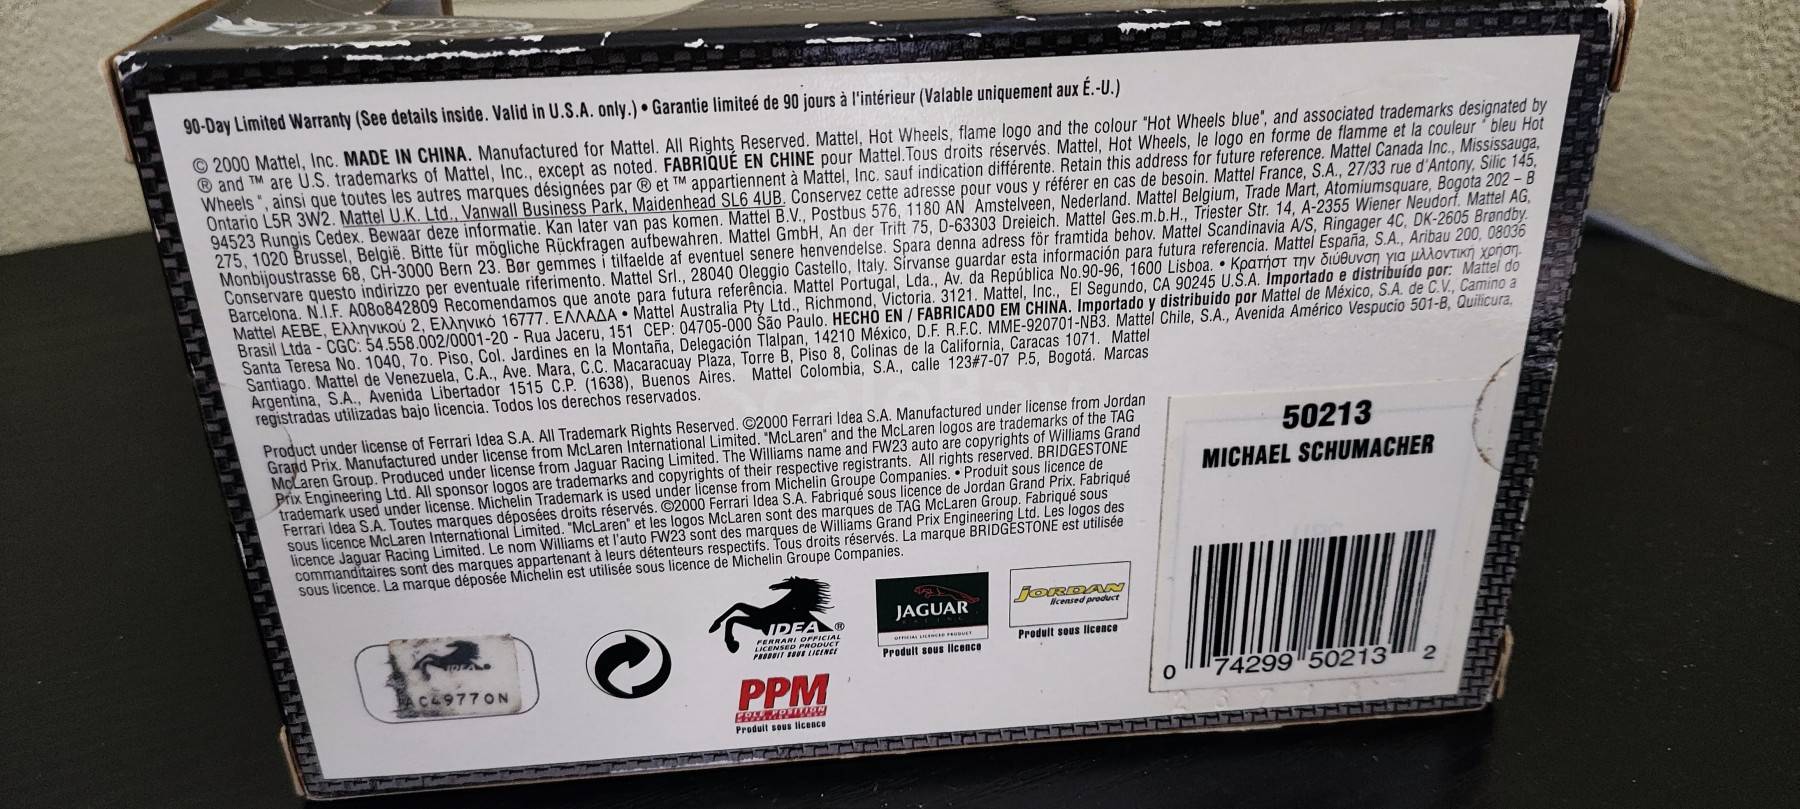 90-Day Limited Warranty (See details inside. Valid in U.S.A. only.) • Garantie limiteé de 90 jours à l'intérieur (Valable uniquement aux É.-U.)
© 2000 Mattel, Inc. MADE IN CHINA. Manufactured for Mattel. All Rights Reserved. Mattel, Hot Wheels, flame logo and the colour "Hot Wheels blue", and associated trademarks designated by
® and ™ are U.S. trademarks of Mattel, Inc., except as noted. FABRIQUÉ EN CHINE pour Mattel.Tous droits réservés. Mattel, Hot Wheels, le logo en forme de flamme et la couleur " bleu Hot
Wheels ", ainsi que toutes les autres marques désignées par ® et ™ appartiennent à Mattel, Inc. sauf indication différente. Retain this address for future reference. Mattel Canada Inc., Mississauga,
Ontario L5R 3W2. Mattel U.K. Ltd., Vanwall Business Park, Maidenhead SL6 4UB. Conservez cette adresse pour vous y référer en cas de besoin. Mattel France, S.A., 27/33 rue d'Antony, Silic 145,
94523 Rungis Cedex. Bewaar deze informatie. Kan later van pas komen. Mattel B.V., Postbus 576, 1180 AN Amstelveen, Nederland. Mattel Belgium, Trade Mart, Atomiumsquare, Bogota 202 – B
275, 1020 Brussel, België. Bitte für mögliche Rückfragen aufbewahren. Mattel GmbH, An der Trift 75, D-63303 Dreieich. Mattel Ges.m.b.H., Triester Str. 14, A-2355 Wiener Neudorf. Mattel AG,
Monbijoustrasse 68, CH-3000 Bern 23. Bør gemmes i tilfaelde af eventuel senere henvendelse. Spara denna adress för framtida behov. Mattel Scandinavia A/S, Ringager 4C, DK-2605 Brøndby.
Conservare questo indirizzo per eventuale riferimento. Mattel Srl., 28040 Oleggio Castello, Italy. Sírvanse guardar esta información para futura referencia. Mattel España, S.A., Aribau 200, 08036
Barcelona. N.I.F. A08o842809 Recomendamos que anote para futura referência. Mattel Portugal, Lda., Av. da República No.90-96, 1600 Lisboa. • Κρατήστ την διύθυνση για μλλοντική χρήση.
Mattel AEBE, Ελληνικού 2, Ελληνικό 16777. ΕΛΛΑΔΑ • Mattel Australia Pty Ltd., Richmond, Victoria. 3121. Mattel, Inc., El Segundo, CA 90245 U.S.A. Importado e distribuído por: Mattel do
Brasil Ltda - CGC: 54.558.002/0001-20 - Rua Jaceru, 151 CEP: 04705-000 São Paulo. HECHO EN / FABRICADO EM CHINA. Importado y distribuido por Mattel de México, S.A. de C.V., Camino a
Santa Teresa No. 1040, 7o. Piso, Col. Jardines en la Montaña, Delegación Tlalpan, 14210 México, D.F. R.F.C. MME-920701-NB3. Mattel Chile, S.A., Avenida Américo Vespucio 501-B, Quilicura,
Santiago. Mattel de Venezuela, C.A., Ave. Mara, C.C. Macaracuay Plaza, Torre B, Piso 8, Colinas de la California, Caracas 1071. Mattel
Argentina, S.A., Avenida Libertador 1515 C.P. (1638), Buenos Aires. Mattel Colombia, S.A., calle 123#7-07 P.5, Bogotá. Marcas
registradas utilizadas bajo licencia. Todos los derechos reservados.
Product under license of Ferrari Idea S.A. All Trademark Rights Reserved. ©2000 Ferrari Idea S.A. Manufactured under license from Jordan
Grand Prix. Manufactured under license from McLaren International Limited. "McLaren" and the McLaren logos are trademarks of the TAG
McLaren Group. Produced under license from Jaguar Racing Limited. The Williams name and FW23 auto are copyrights of Williams Grand
Prix Engineering Ltd. All sponsor logos are trademarks and copyrights of their respective registrants. All rights reserved. BRIDGESTONE
trademark used under license. Michelin Trademark is used under license from Michelin Groupe Companies. • Produit sous licence de
Ferrari Idea S.A. Toutes marques déposées droits réservés. ©2000 Ferrari Idea S.A. Fabriqué sous licence de Jordan Grand Prix. Fabriqué
sous licence McLaren International Limited. "McLaren" et les logos McLaren sont des marques de TAG McLaren Group. Fabriqué sous
licence Jaguar Racing Limited. Le nom Williams et l'auto FW23 sont des marques de Williams Grand Prix Engineering Ltd. Les logos des
commanditaires sont des marques appartenant à leurs détenteurs respectifs. Tous droits réservés. La marque BRIDGESTONE est utilisée
sous licence. La marque déposée Michelin est utilisée sous licence de Michelin Groupe Companies.
50213
MICHAEL SCHUMACHER
0 74299 50213 2
IDEA
AC49770N
IDEA ®
FERRARI OFFICIAL
LICENSED PRODUCT
PRODUIT SOUS LICENCE
JAGUAR
RACING
OFFICIAL LICENCED PRODUCT
Produit sous licence
JORDAN
licensed product
Produit sous licence
PPM
POLE POSITION
Produit sous licence